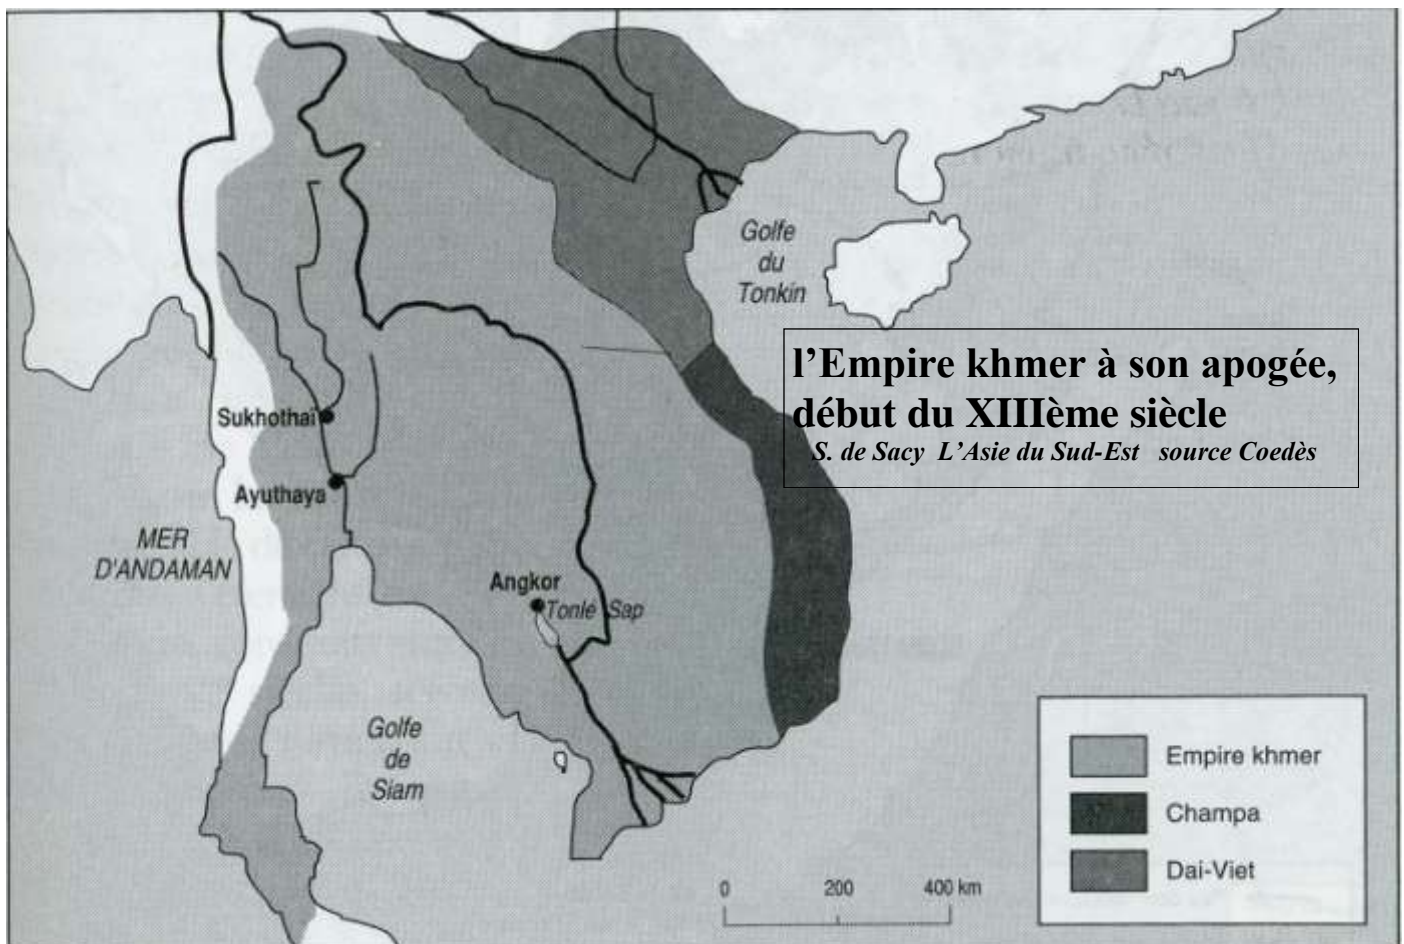 Golfe
du
Tonkin
l’Empire khmer à son apogée,
début du XIIIème siècle
S. de Sacy L’Asie du Sud-Est source Coedès
Sukhothaï
Ayuthaya
MER
D'ANDAMAN
Angkor
Tonlé Sap
Golfe
de
Siam
Empire khmer
Champa
Dai-Viet
0 200 400 km